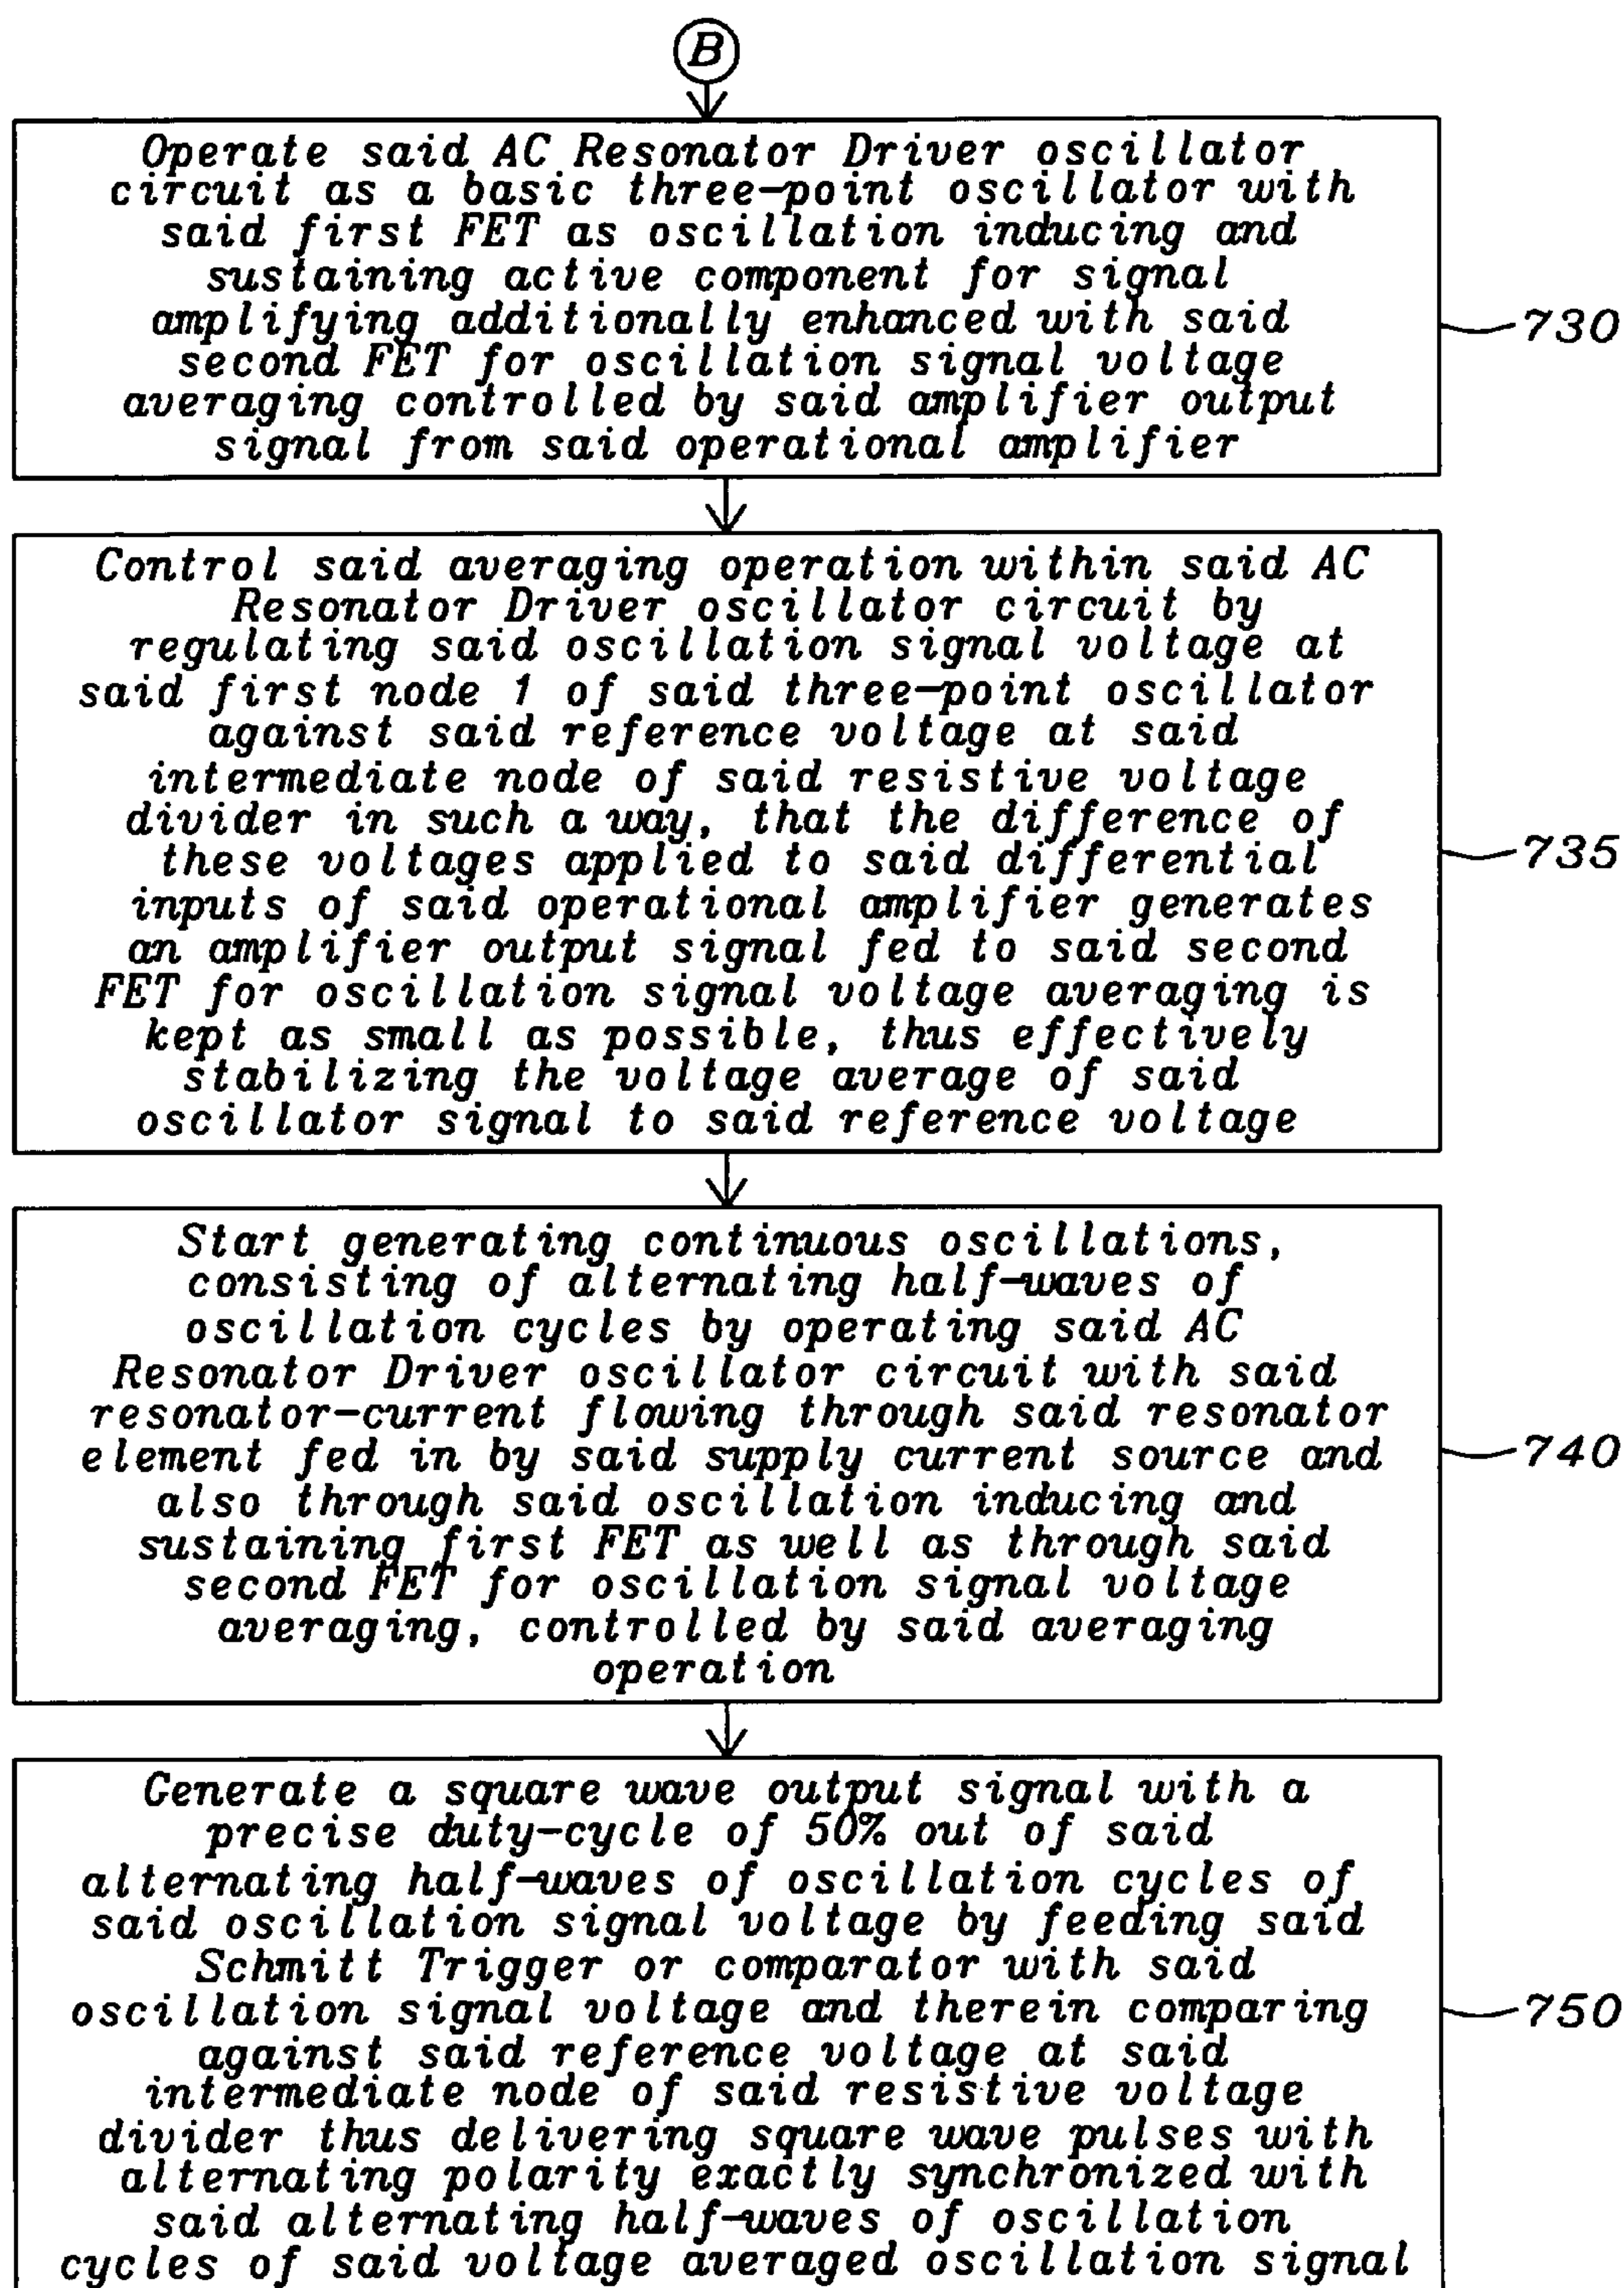 B
Operate said AC Resonator Driver oscillator
circuit as a basic three-point oscillator with
said first FET as oscillation inducing and
sustaining active component for signal
amplifying additionally enhanced with said
second FET for oscillation signal voltage
averaging controlled by said amplifier output
signal from said operational amplifier
730
Control said averaging operation within said AC
Resonator Driver oscillator circuit by
regulating said oscillation signal voltage at
said first node 1 of said three-point oscillator
against said reference voltage at said
intermediate node of said resistive voltage
divider in such a way, that the difference of
these voltages applied to said differential
inputs of said operational amplifier generates
an amplifier output signal fed to said second
FET for oscillation signal voltage averaging is
kept as small as possible, thus effectively
stabilizing the voltage average of said
oscillator signal to said reference voltage
735
Start generating continuous oscillations,
consisting of alternating half-waves of
oscillation cycles by operating said AC
Resonator Driver oscillator circuit with said
resonator-current flowing through said resonator
element fed in by said supply current source and
also through said oscillation inducing and
sustaining first FET as well as through said
second FET for oscillation signal voltage
averaging, controlled by said averaging
operation
740
Generate a square wave output signal with a
precise duty-cycle of 50% out of said
alternating half-waves of oscillation cycles of
said oscillation signal voltage by feeding said
Schmitt Trigger or comparator with said
oscillation signal voltage and therein comparing
against said reference voltage at said
intermediate node of said resistive voltage
divider thus delivering square wave pulses with
alternating polarity exactly synchronized with
said alternating half-waves of oscillation
cycles of said voltage averaged oscillation signal
750